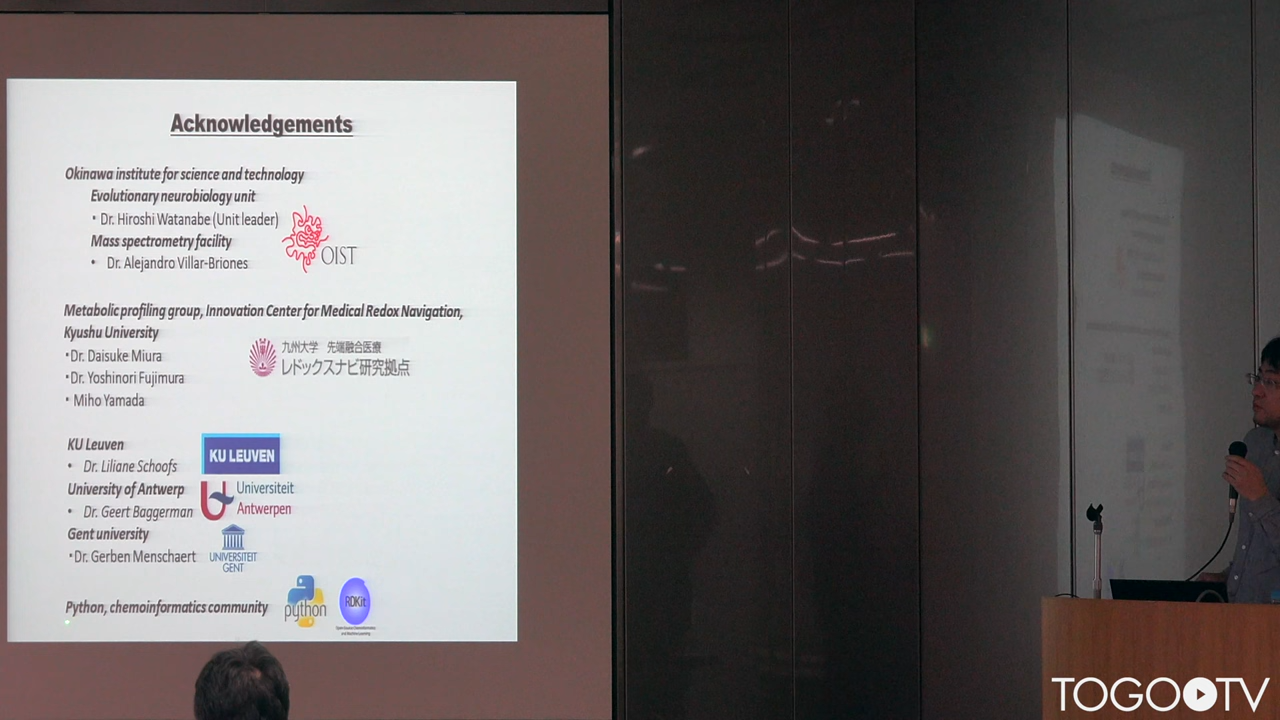 Acknowledgements
Okinawa institute for science and technology
Evolutionary neurobiology unit
• Dr. Hiroshi Watanabe (Unit leader)
Mass spectrometry facility
• Dr. Alejandro Villar-Briones
OIST
Metabolic profiling group, Innovation Center for Medical Redox Navigation,
Kyushu University
• Dr. Daisuke Miura
• Dr. Yoshinori Fujimura
• Miho Yamada
九州大学 先端融合医療
レドックスナビ研究拠点
KU Leuven
• Dr. Liliane Schoofs
KU LEUVEN
University of Antwerp
• Dr. Geert Baggerman
Universiteit
Antwerpen
Gent university
• Dr. Gerben Menschaert
UNIVERSITEIT
GENT
Python, chemoinformatics community
python
RDKit
TOGO TV